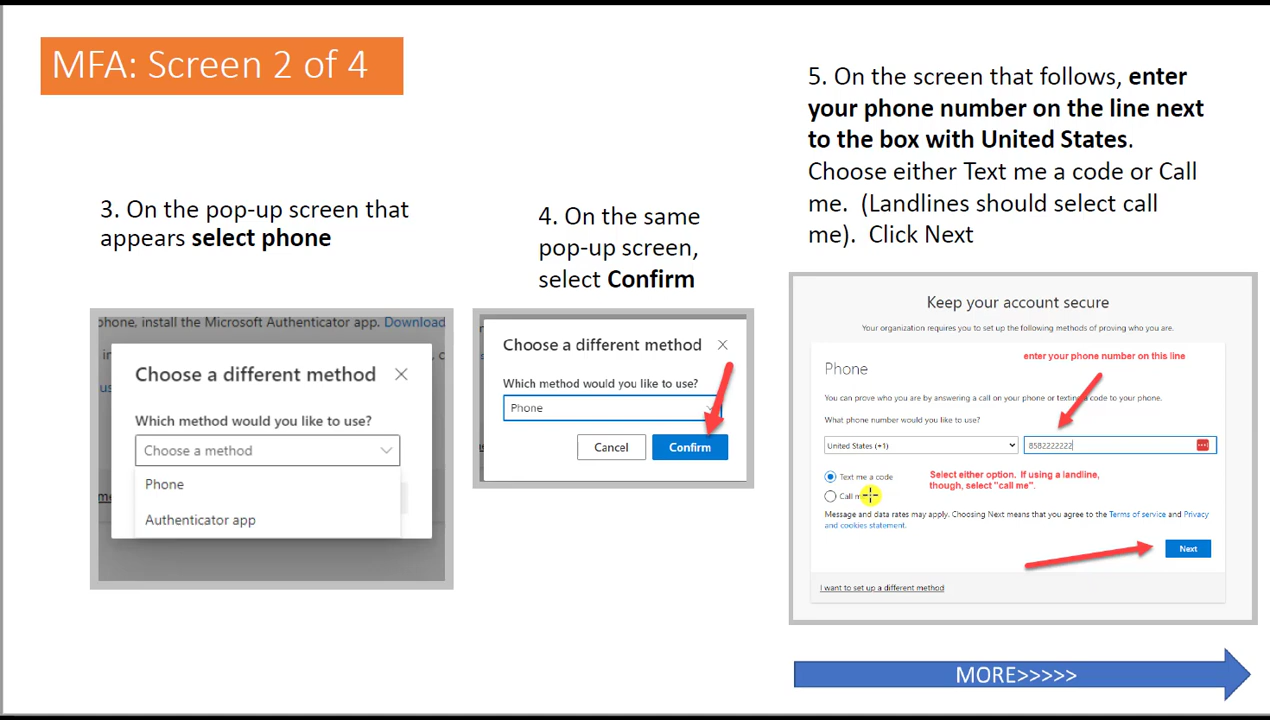 MFA: Screen 2 of 4
3. On the pop-up screen that
appears select phone
phone, install the Microsoft Authenticator app. Download
Choose a different method
Which method would you like to use?
Choose a method
Phone
Authenticator app
4. On the same
pop-up screen,
select Confirm
Choose a different method
Which method would you like to use?
Phone
Cancel
Confirm
5. On the screen that follows, enter
your phone number on the line next
to the box with United States.
Choose either Text me a code or Call
me. (Landlines should select call
me). Click Next
Keep your account secure
Your organization requires you to set up the following methods of proving who you are.
enter your phone number on this line
Phone
You can prove who you are by answering a call on your phone or texting a code to your phone.
What phone number would you like to use?
United States (+1)
8582222222
Text me a code
Select either option. If using a landline,
though, select "call me".
Call m
Message and data rates may apply. Choosing Next means that you agree to the Terms of service and Privacy
and cookies statement.
Next
I want to set up a different method
MORE>>>>>